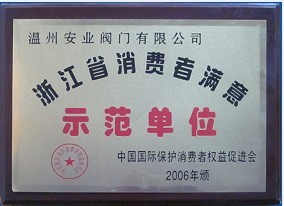 温州安业阀门有限公司
浙江省消费者满意
示范单位
中国国际保护消费者权益促进会
2006年颁